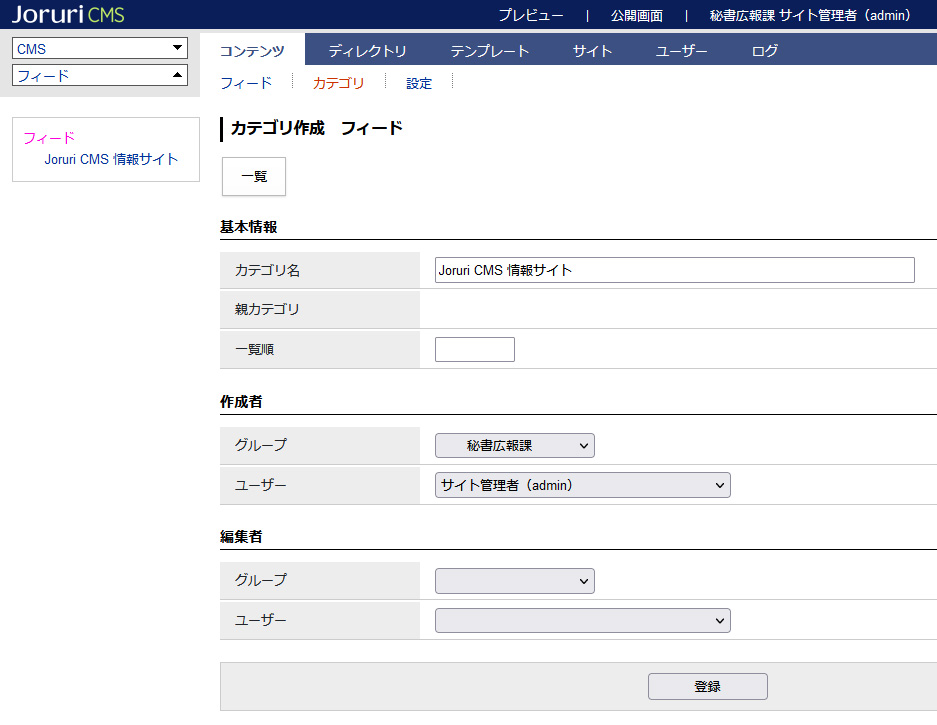 Joruri CMS
プレビュー | 公開画面 | 秘書広報課 サイト管理者（admin）
CMS
フィード
コンテンツ ディレクトリ テンプレート サイト ユーザー ログ
フィード カテゴリ 設定
フィード
Joruri CMS 情報サイト
カテゴリ作成　フィード
一覧
基本情報
カテゴリ名 Joruri CMS 情報サイト
親カテゴリ
一覧順
作成者
グループ 秘書広報課
ユーザー サイト管理者（admin）
編集者
グループ
ユーザー
登録